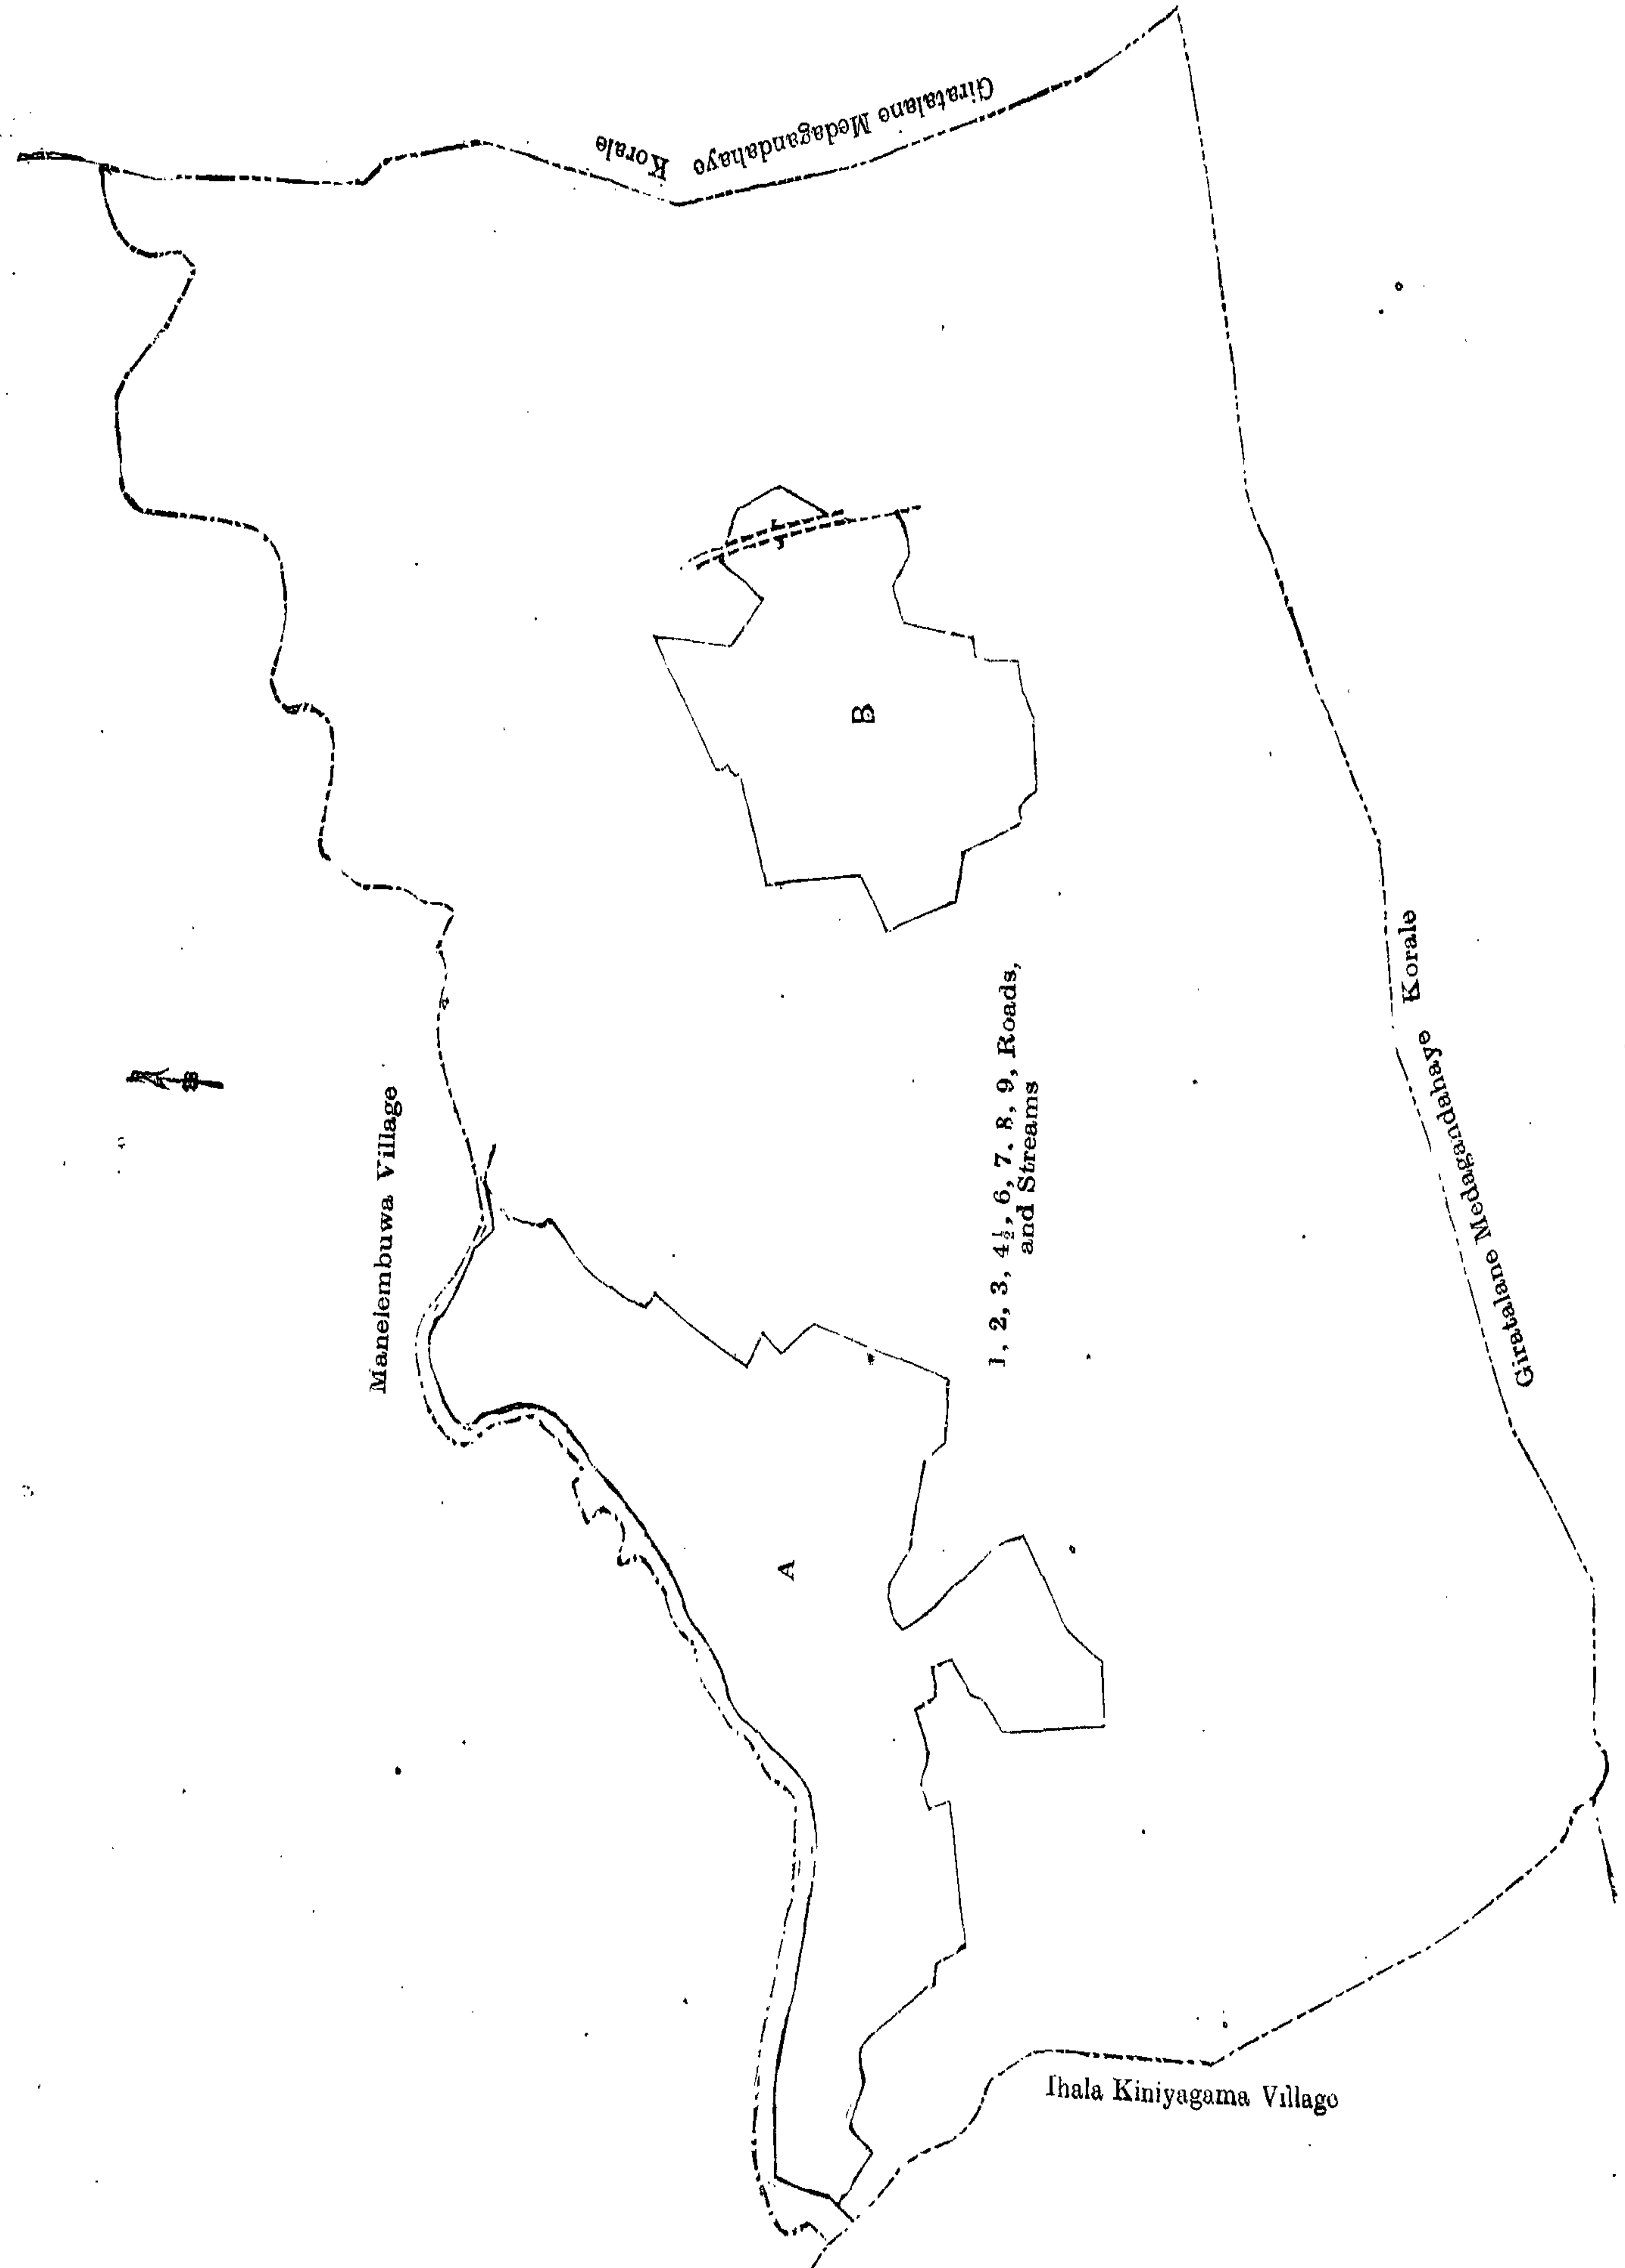 Giratalane Medagandahaye Korale
Manelembuwa Village
B
1, 2, 3, 4½, 6, 7. 8, 9, Roads,
and Streams
A
Giratalane Medagandahaye Korale
Ihala Kiniyagama Village